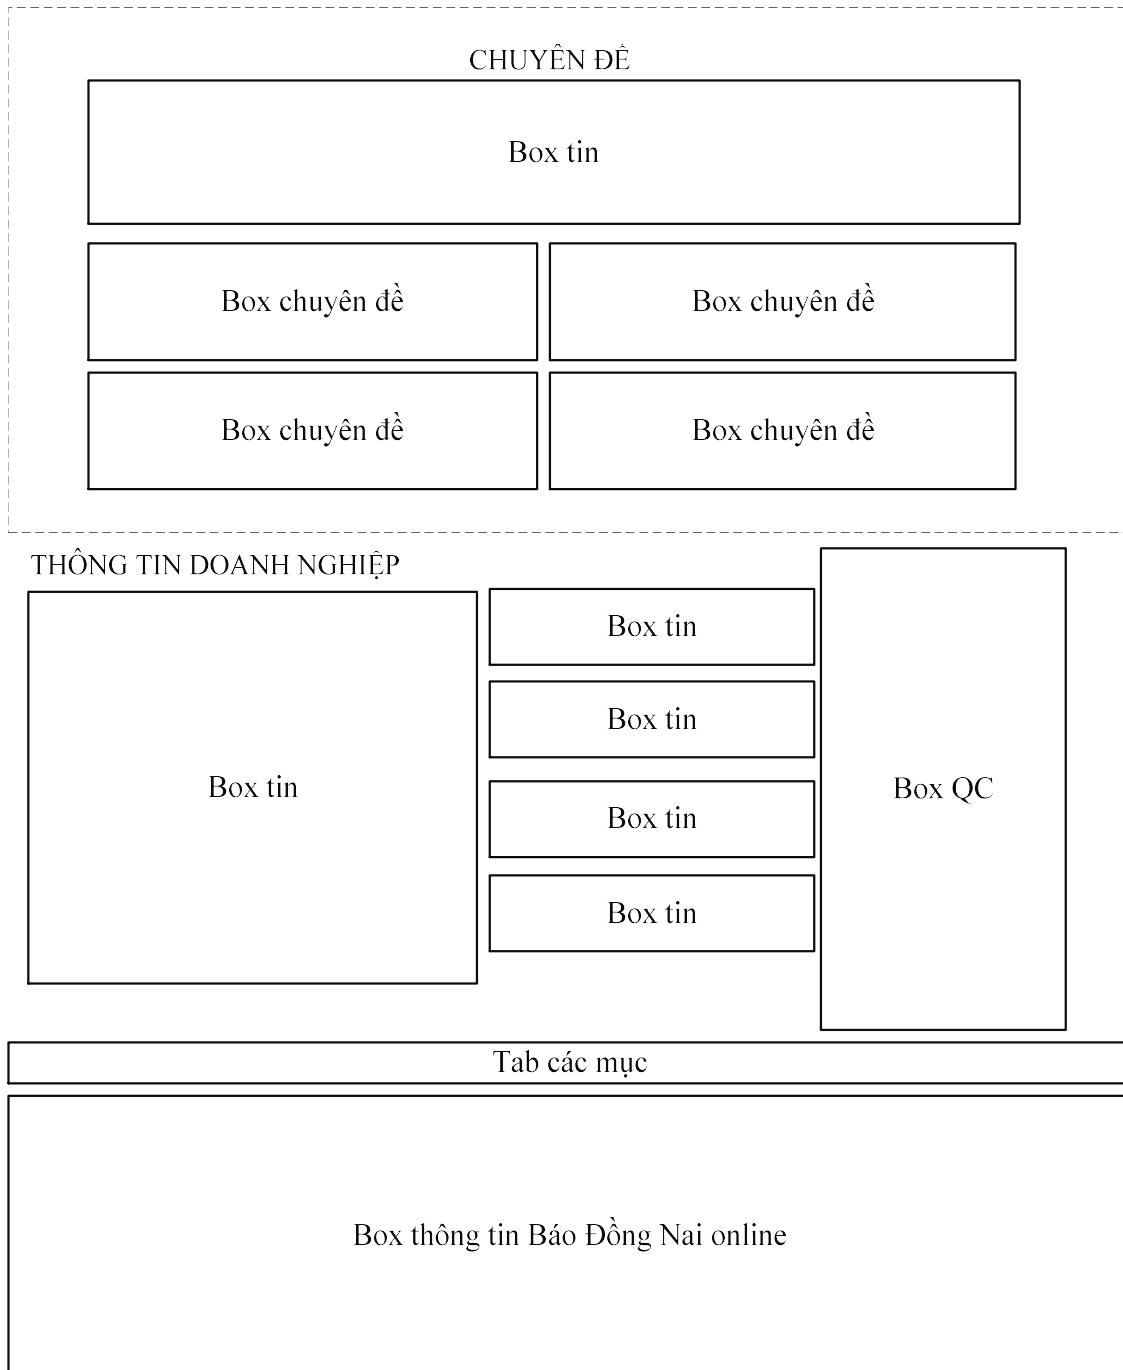 CHUYÊN ĐỀ
Box tin
Box chuyên đề
Box chuyên đề
Box chuyên đề
Box chuyên đề
THÔNG TIN DOANH NGHIỆP
Box tin
Box tin
Box tin
Box tin
Box tin
Box QC
Tab các mục
Box thông tin Báo Đồng Nai online